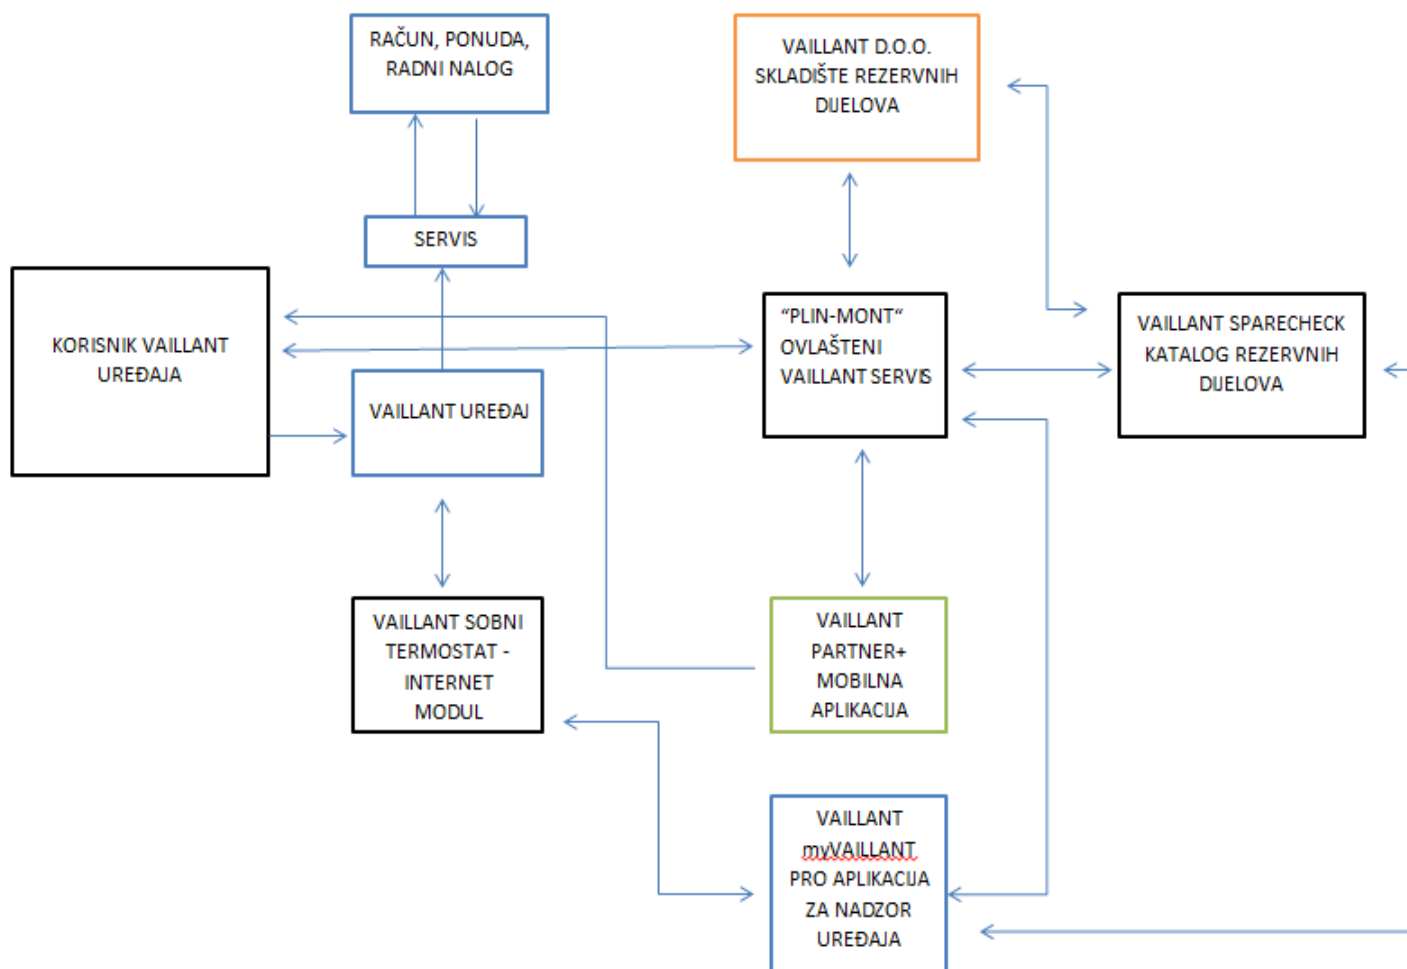 RAČUN, PONUDA,
RADNI NALOG
VAILLANT D.O.O.
SKLADIŠTE REZERVNIH
DIJELOVA
SERVIS
KORISNIK VAILLANT
UREĐAJA
VAILLANT UREĐAJ
“PLIN-MONT“
OVLAŠTENI
VAILLANT SERVIS
VAILLANT SPARECHECK
KATALOG REZERVNIH
DIJELOVA
VAILLANT SOBNI
TERMOSTAT -
INTERNET
MODUL
VAILLANT
PARTNER+
MOBILNA
APLIKACIJA
VAILLANT
myVAILLANT
PRO APLIKACIJA
ZA NADZOR
UREĐAJA